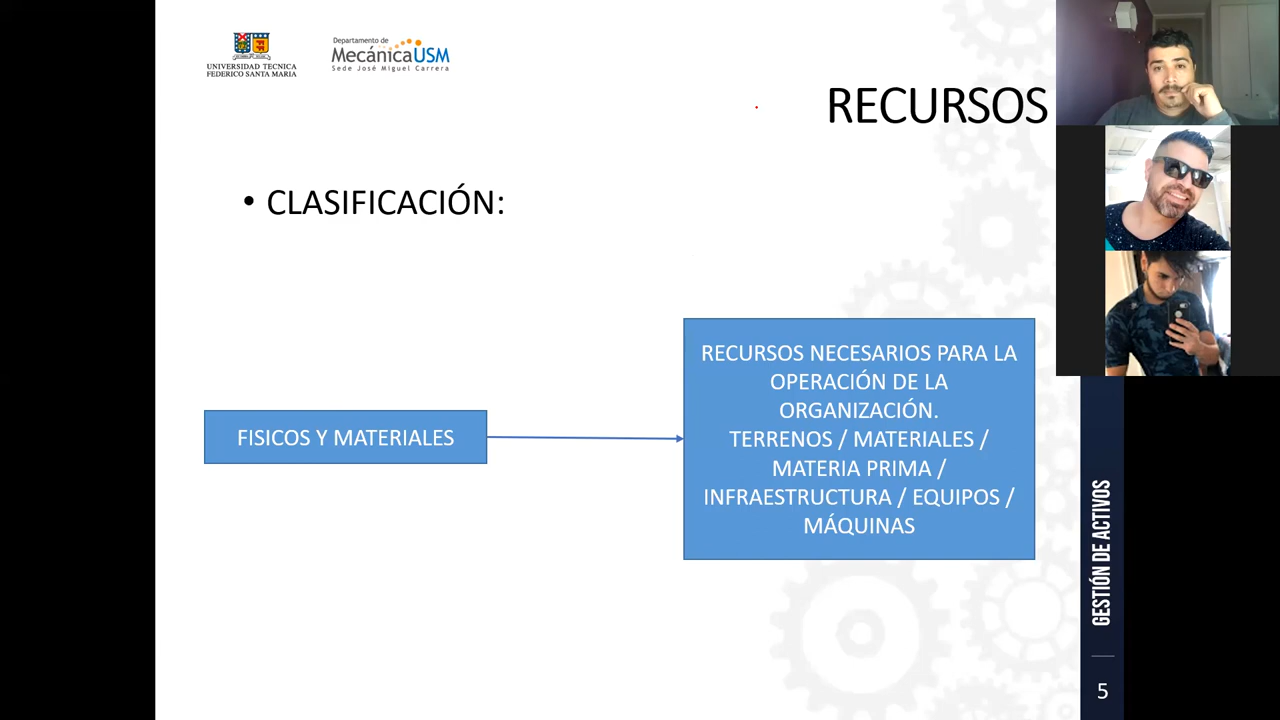 UNIVERSIDAD TECNICA
FEDERICO SANTA MARIA
Departamento de
MecánicaUSM
Sede José Miguel Carrera
RECURSOS
• CLASIFICACIÓN:
FISICOS Y MATERIALES
RECURSOS NECESARIOS PARA LA
OPERACIÓN DE LA
ORGANIZACIÓN.
TERRENOS / MATERIALES /
MATERIA PRIMA /
INFRAESTRUCTURA / EQUIPOS /
MÁQUINAS
GESTIÓN DE ACTIVOS
5